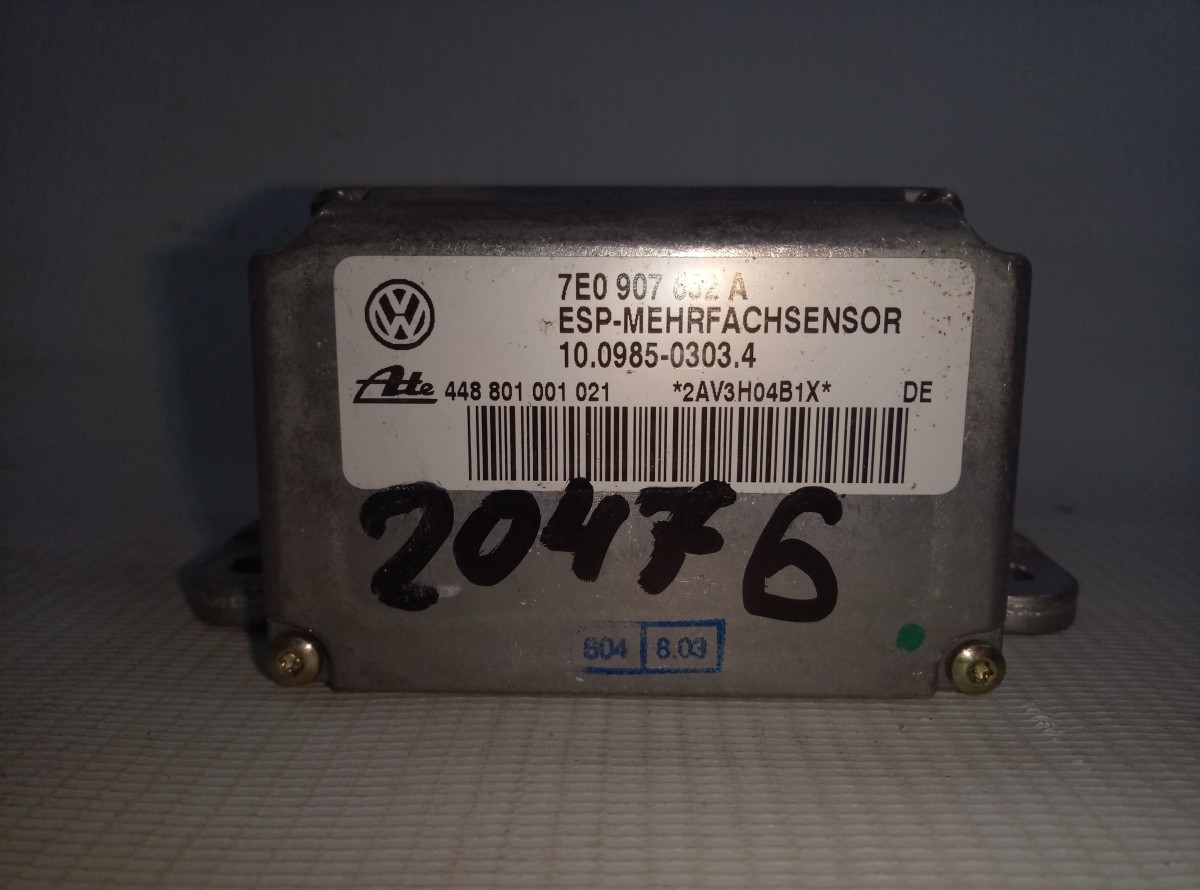 7E0 907 652 A
ESP-MEHRFACHSENSOR
10.0985-0303.4
Ate 448 801 001 021 *2AV3H04B1X* DE
20476
604 8.03